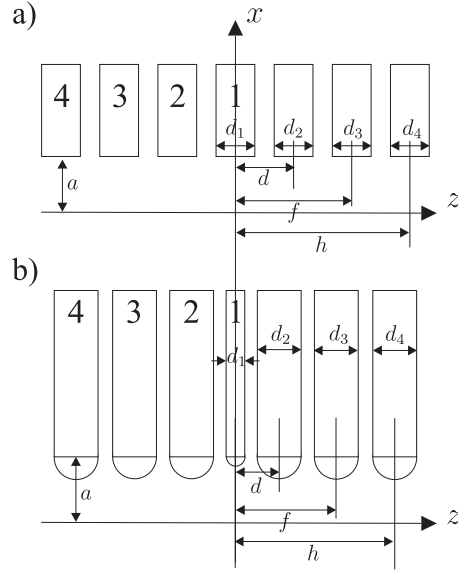 a)
x
4 3 2 1
d₁ d₂ d₃ d₄
a
d
f
z
h
b)
4 3 2 1
d₁ d₂ d₃ d₄
a
d
f
z
h